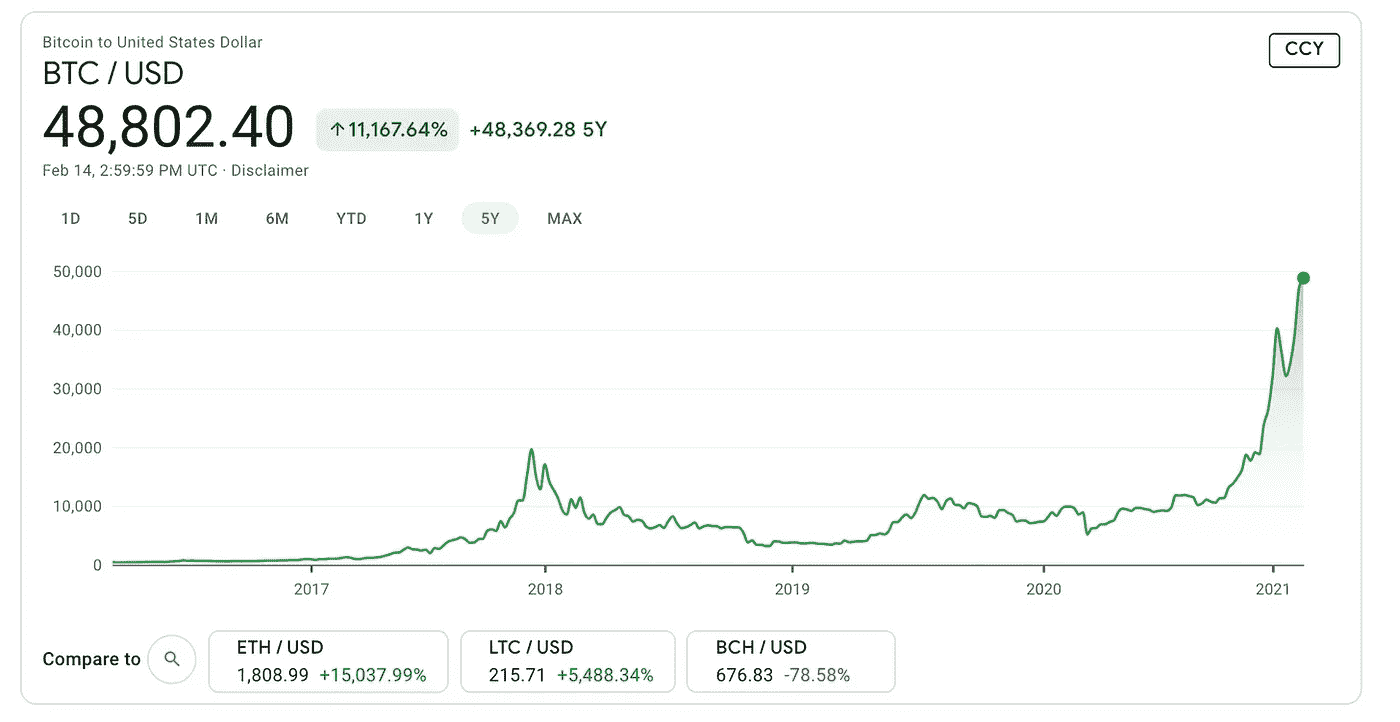 Bitcoin to United States Dollar
CCY
BTC / USD
48,802.40 ↑ 11,167.64% +48,369.28 5Y
Feb 14, 2:59:59 PM UTC · Disclaimer
1D 5D 1M 6M YTD 1Y 5Y MAX
50,000
40,000
30,000
20,000
10,000
0
2017 2018 2019 2020 2021
Compare to
ETH / USD
1,808.99 +15,037.99%
LTC / USD
215.71 +5,488.34%
BCH / USD
676.83 -78.58%